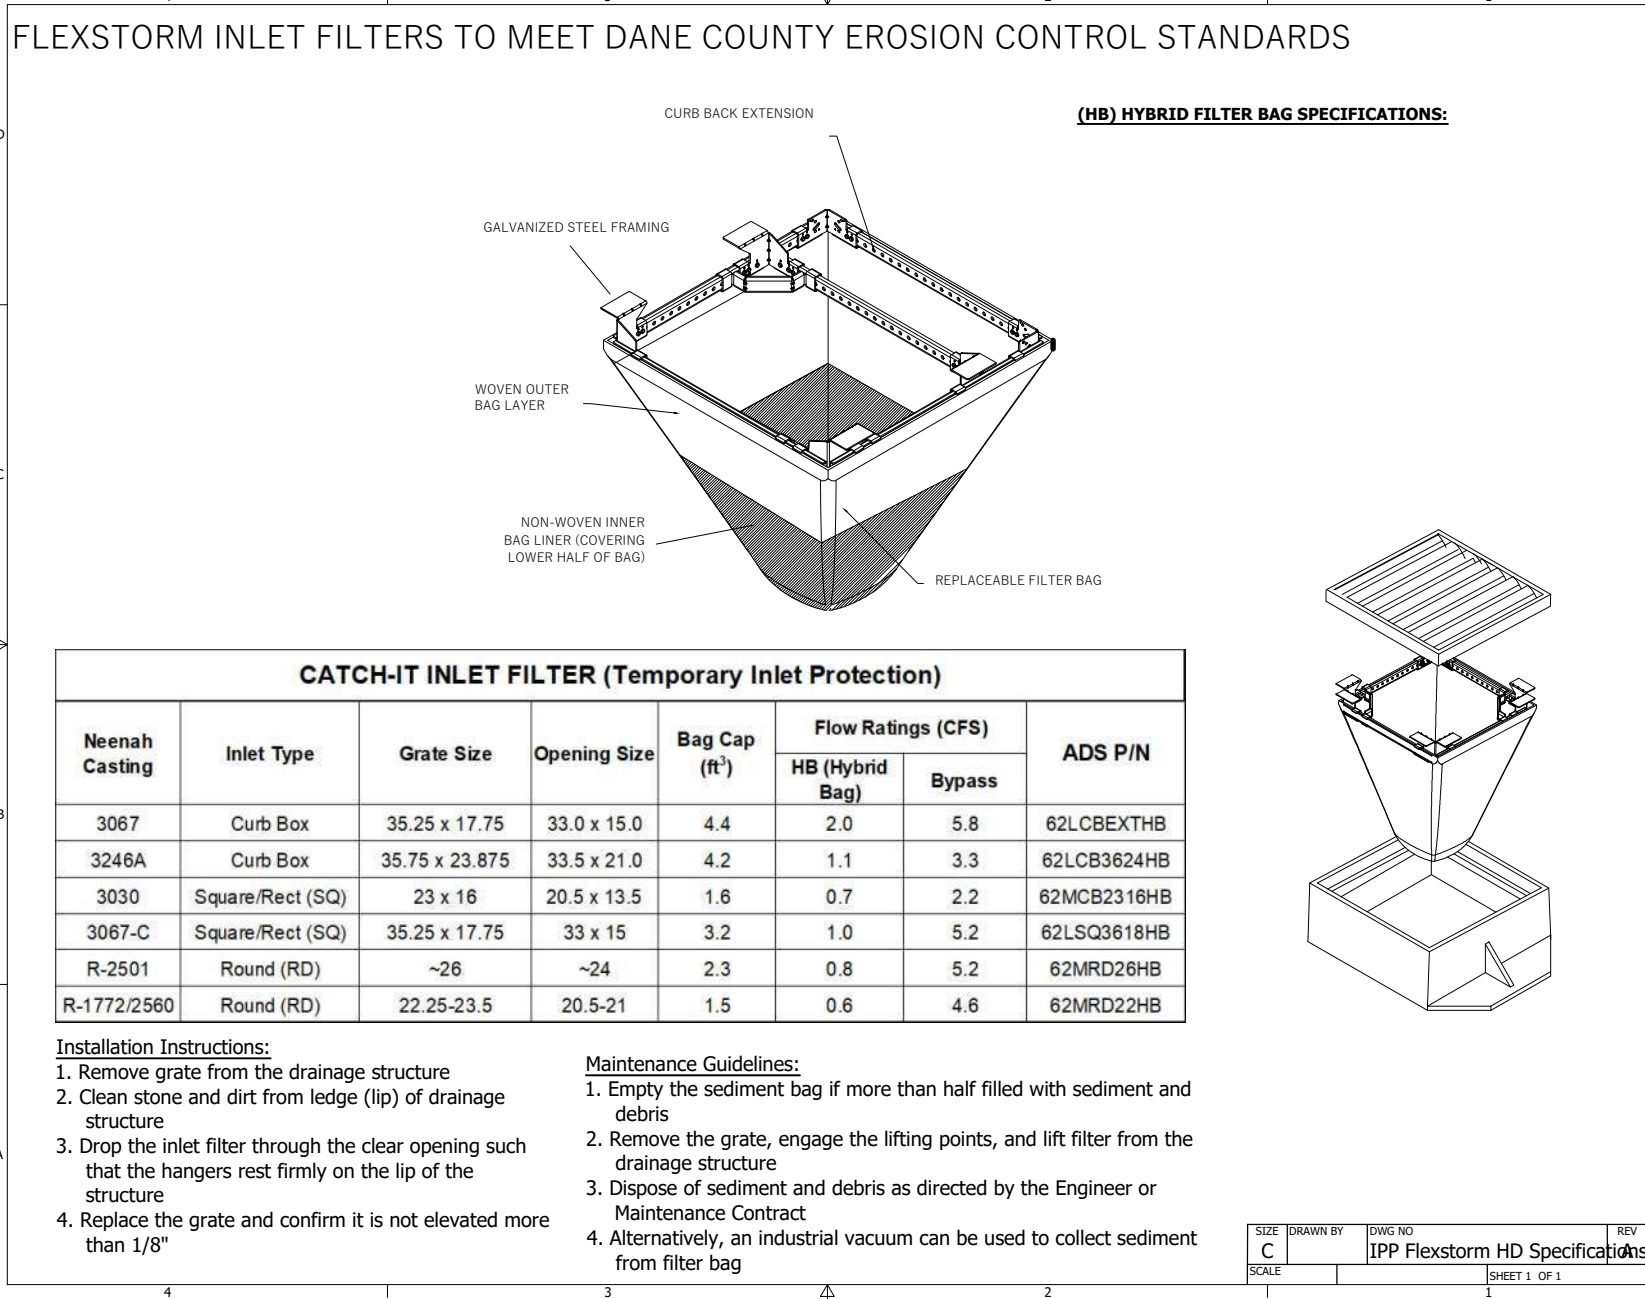 FLEXSTORM INLET FILTERS TO MEET DANE COUNTY EROSION CONTROL STANDARDS
CURB BACK EXTENSION
(HB) HYBRID FILTER BAG SPECIFICATIONS:
GALVANIZED STEEL FRAMING
WOVEN OUTER
BAG LAYER
NON-WOVEN INNER
BAG LINER (COVERING
LOWER HALF OF BAG)
REPLACEABLE FILTER BAG
CATCH-IT INLET FILTER (Temporary Inlet Protection)
Neenah Casting Inlet Type Grate Size Opening Size Bag Cap (ft³) Flow Ratings (CFS) ADS P/N
HB (Hybrid Bag) Bypass
3067 Curb Box 35.25 x 17.75 33.0 x 15.0 4.4 2.0 5.8 62LCBEXTHB
3246A Curb Box 35.75 x 23.875 33.5 x 21.0 4.2 1.1 3.3 62LCB3624HB
3030 Square/Rect (SQ) 23 x 16 20.5 x 13.5 1.6 0.7 2.2 62MCB2316HB
3067-C Square/Rect (SQ) 35.25 x 17.75 33 x 15 3.2 1.0 5.2 62LSQ3618HB
R-2501 Round (RD) ~26 ~24 2.3 0.8 5.2 62MRD26HB
R-1772/2560 Round (RD) 22.25-23.5 20.5-21 1.5 0.6 4.6 62MRD22HB
Installation Instructions:
1. Remove grate from the drainage structure
2. Clean stone and dirt from ledge (lip) of drainage
structure
3. Drop the inlet filter through the clear opening such
that the hangers rest firmly on the lip of the
structure
4. Replace the grate and confirm it is not elevated more
than 1/8"
Maintenance Guidelines:
1. Empty the sediment bag if more than half filled with sediment and
debris
2. Remove the grate, engage the lifting points, and lift filter from the
drainage structure
3. Dispose of sediment and debris as directed by the Engineer or
Maintenance Contract
4. Alternatively, an industrial vacuum can be used to collect sediment
from filter bag
SIZE DRAWN BY DWG NO REV
C IPP Flexstorm HD Specifications A
SCALE SHEET 1 OF 1
4 3 2 1